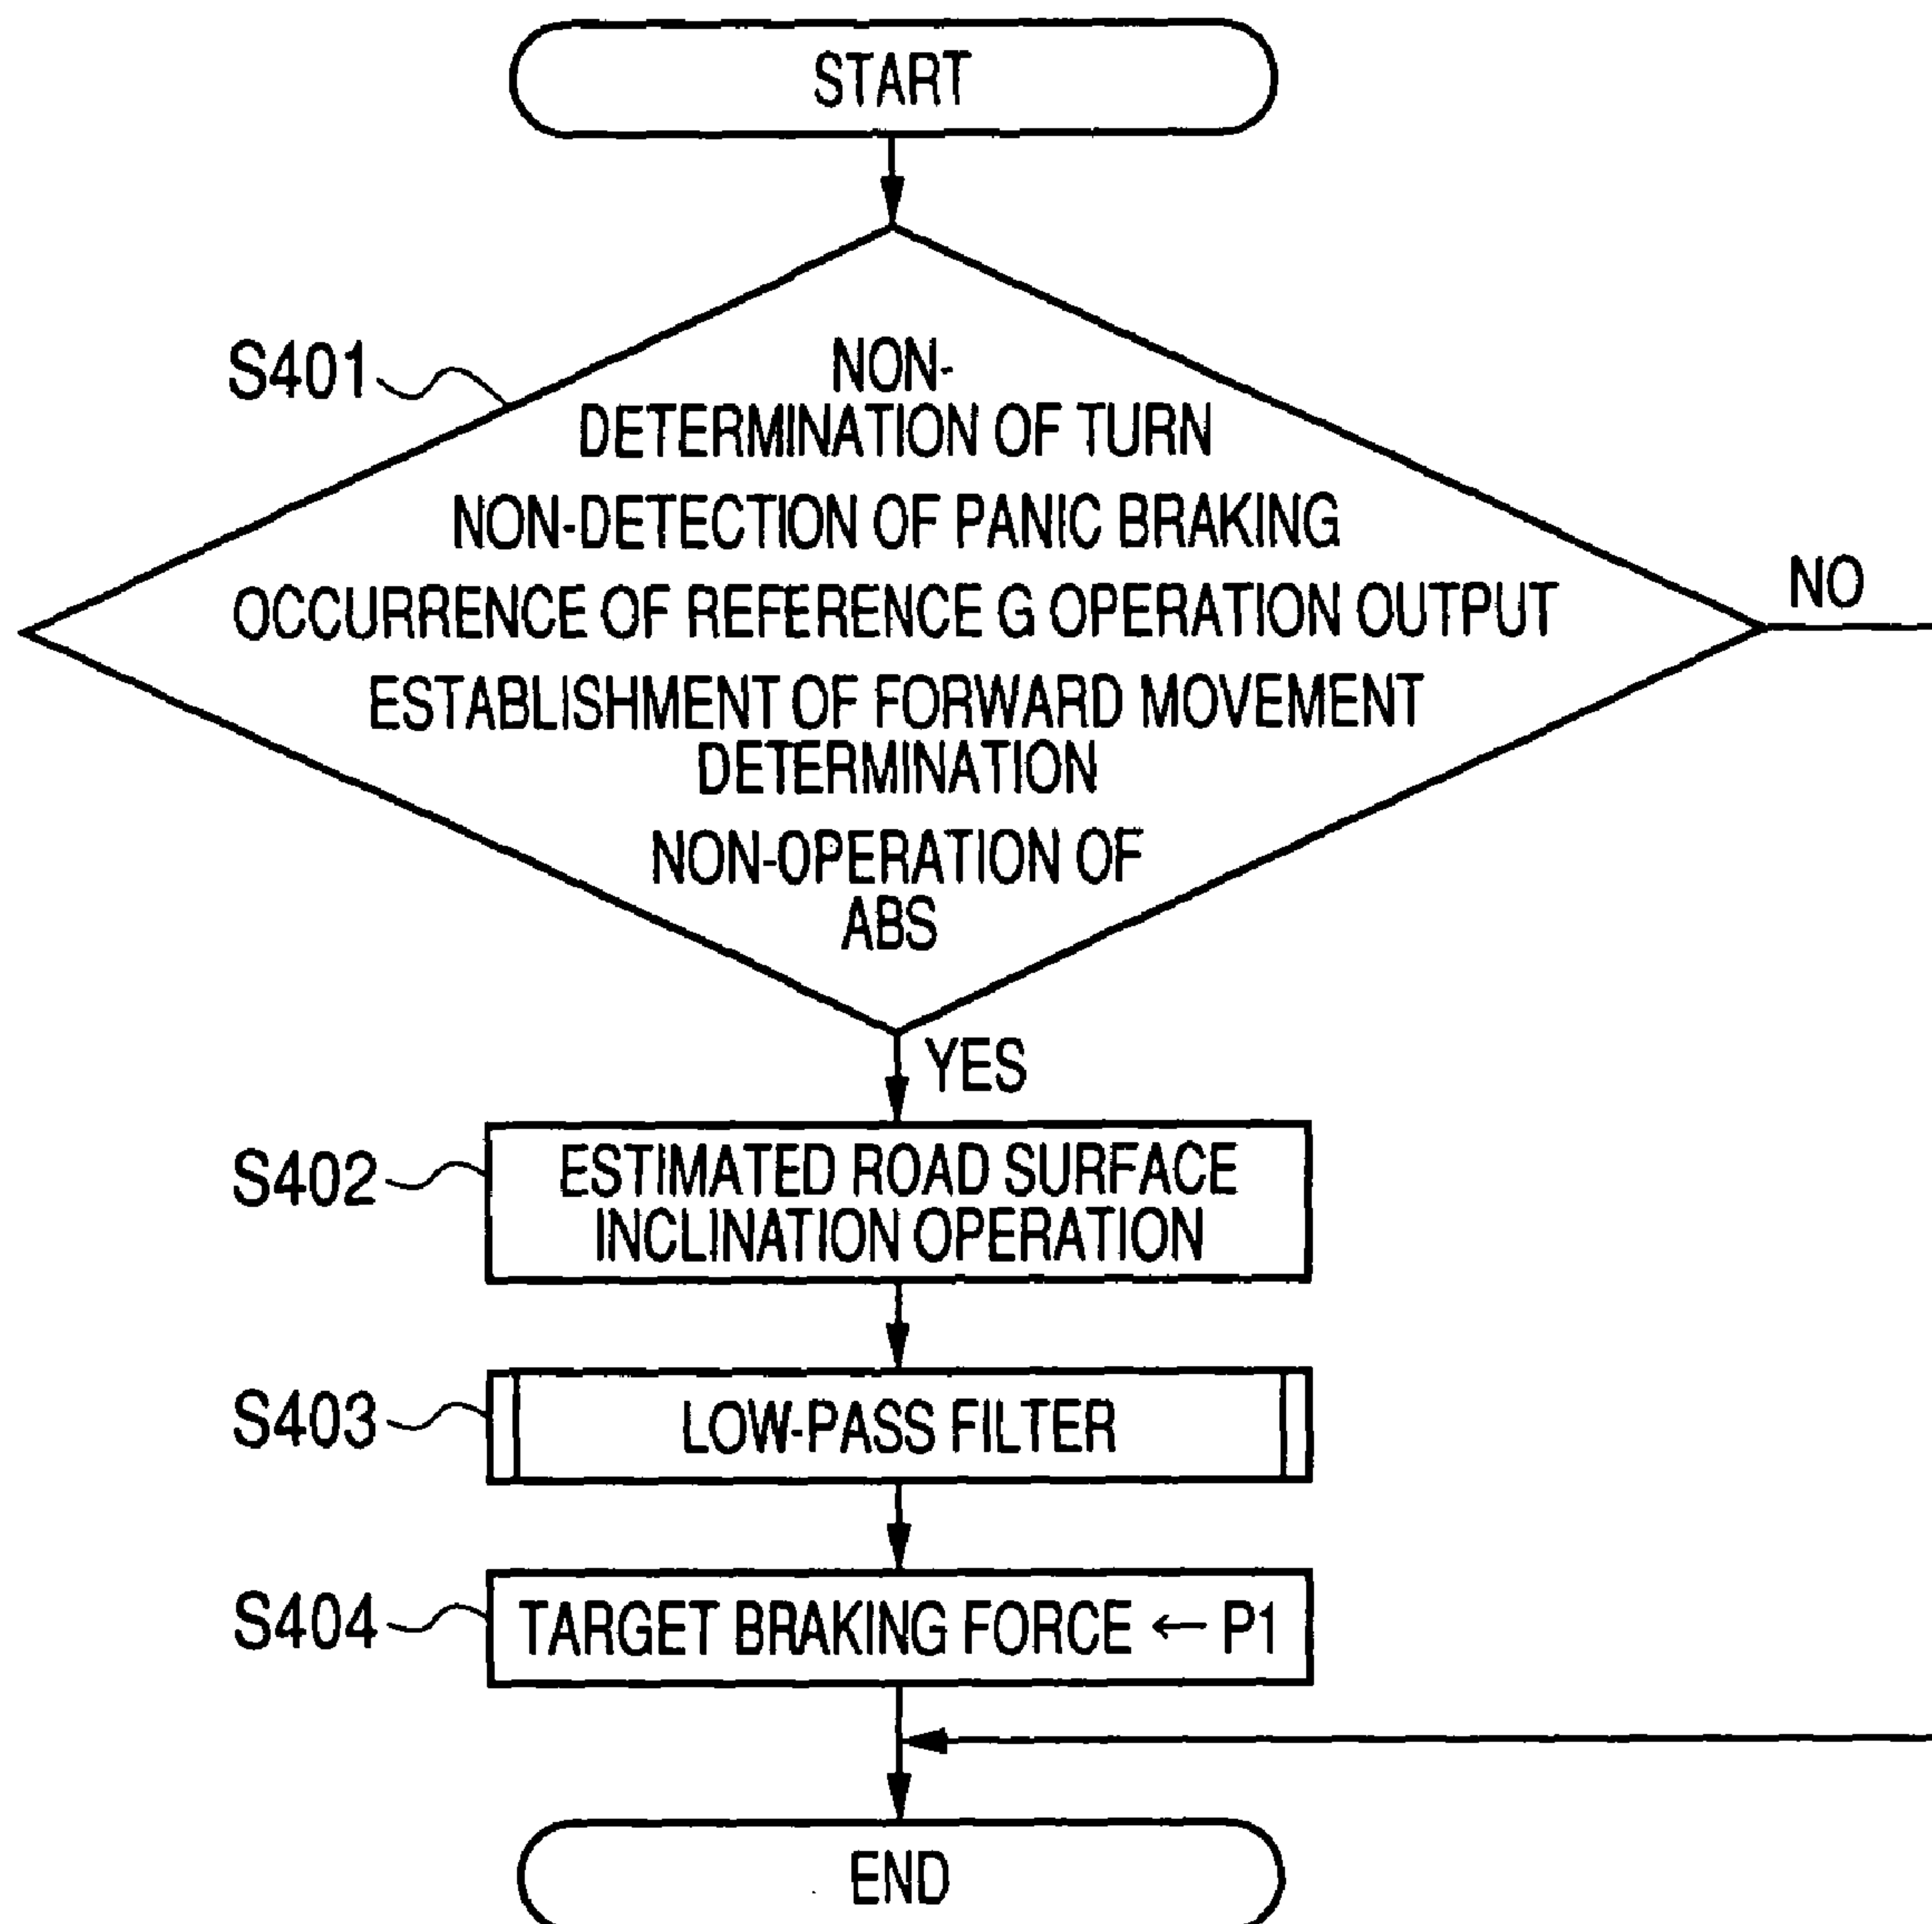 START
S401
NON-
DETERMINATION OF TURN
NON-DETECTION OF PANIC BRAKING
OCCURRENCE OF REFERENCE G OPERATION OUTPUT
ESTABLISHMENT OF FORWARD MOVEMENT
DETERMINATION
NON-OPERATION OF
ABS
NO
YES
S402
ESTIMATED ROAD SURFACE
INCLINATION OPERATION
S403
LOW-PASS FILTER
S404
TARGET BRAKING FORCE ← P1
END